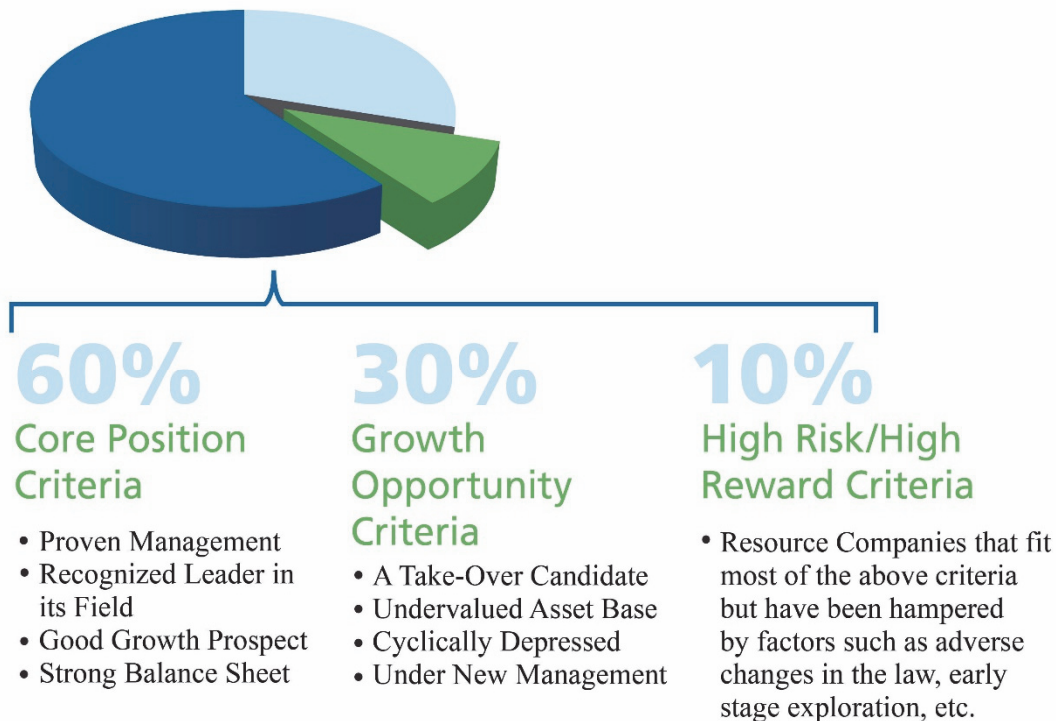 60%
Core Position
Criteria
• Proven Management
• Recognized Leader in
its Field
• Good Growth Prospect
• Strong Balance Sheet
30%
Growth
Opportunity
Criteria
• A Take-Over Candidate
• Undervalued Asset Base
• Cyclically Depressed
• Under New Management
10%
High Risk/High
Reward Criteria
• Resource Companies that fit
most of the above criteria
but have been hampered
by factors such as adverse
changes in the law, early
stage exploration, etc.